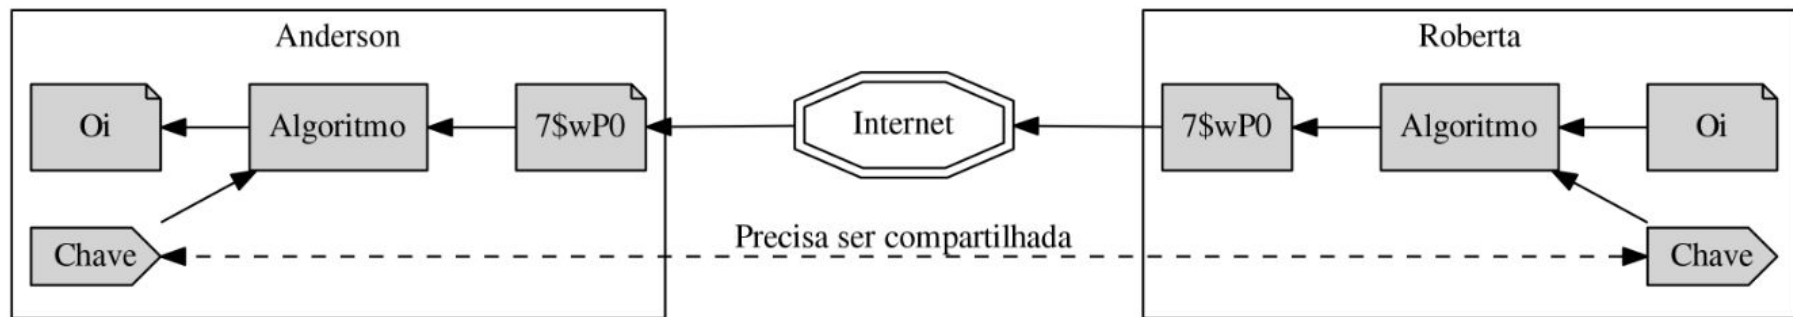 Anderson
Roberta
Oi
Algoritmo
7$wP0
Internet
7$wP0
Algoritmo
Oi
Precisa ser compartilhada
Chave
Chave